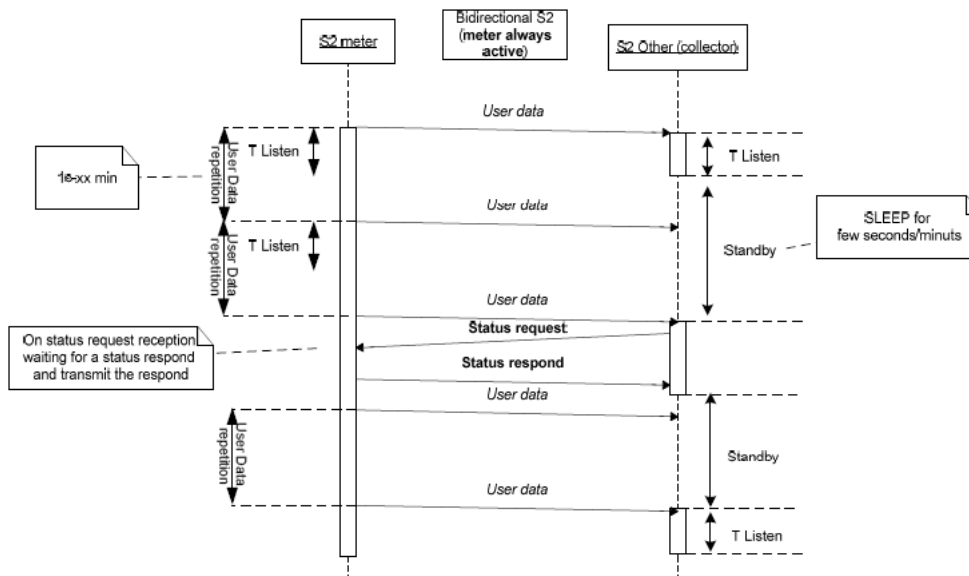 S2 meter
Bidirectional S2
(meter always
active)
S2 Other (collector)
User data
User Data
repetition
T Listen
T Listen
User data
User Data
repetition
T Listen
Standby
SLEEP for
few seconds/minuts
User data
Status request
On status request reception
waiting for a status respond
and transmit the respond
Status respond
User data
User Data
repetition
Standby
User data
T Listen